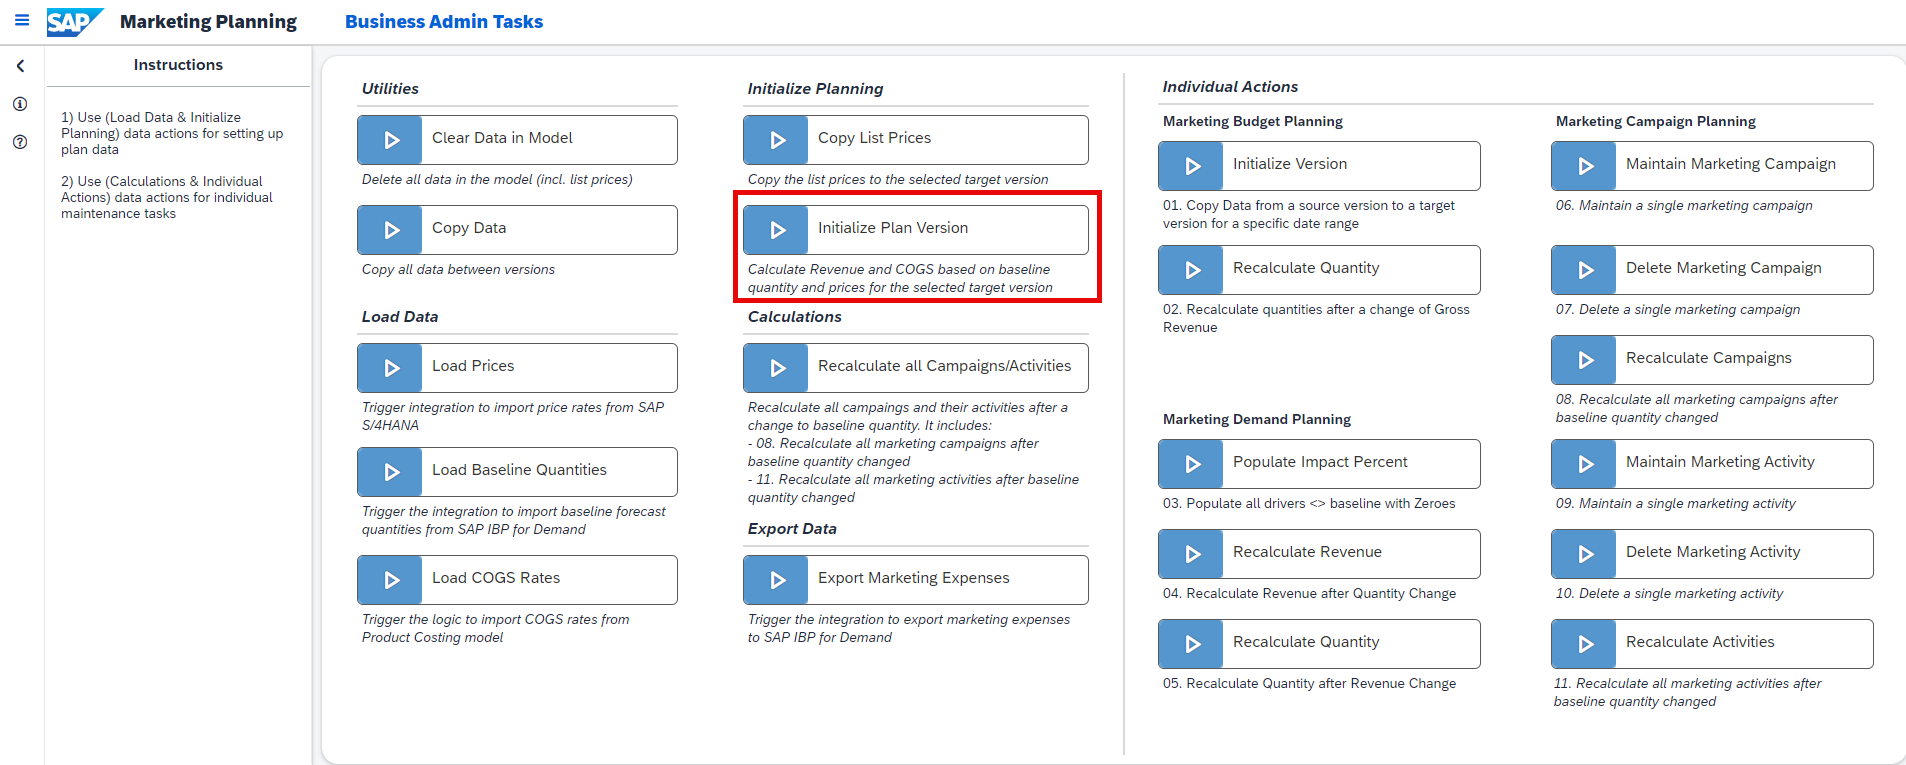 SAP Marketing Planning Business Admin Tasks
Instructions
1) Use (Load Data & Initialize
Planning) data actions for setting up
plan data
2) Use (Calculations & Individual
Actions) data actions for individual
maintenance tasks
Utilities
Clear Data in Model
Delete all data in the model (incl. list prices)
Copy Data
Copy all data between versions
Load Data
Load Prices
Trigger integration to import price rates from SAP
S/4HANA
Load Baseline Quantities
Trigger the integration to import baseline forecast
quantities from SAP IBP for Demand
Load COGS Rates
Trigger the logic to import COGS rates from
Product Costing model
Initialize Planning
Copy List Prices
Copy the list prices to the selected target version
Initialize Plan Version
Calculate Revenue and COGS based on baseline
quantity and prices for the selected target version
Calculations
Recalculate all Campaigns/Activities
Recalculate all campaings and their activities after a
change to baseline quantity. It includes:
- 08. Recalculate all marketing campaigns after
baseline quantity changed
- 11. Recalculate all marketing activities after baseline
quantity changed
Export Data
Export Marketing Expenses
Trigger the integration to export marketing expenses
to SAP IBP for Demand
Individual Actions
Marketing Budget Planning
Initialize Version
01. Copy Data from a source version to a target
version for a specific date range
Recalculate Quantity
02. Recalculate quantities after a change of Gross
Revenue
Marketing Demand Planning
Populate Impact Percent
03. Populate all drivers <> baseline with Zeroes
Recalculate Revenue
04. Recalculate Revenue after Quantity Change
Recalculate Quantity
05. Recalculate Quantity after Revenue Change
Marketing Campaign Planning
Maintain Marketing Campaign
06. Maintain a single marketing campaign
Delete Marketing Campaign
07. Delete a single marketing campaign
Recalculate Campaigns
08. Recalculate all marketing campaigns after
baseline quantity changed
Maintain Marketing Activity
09. Maintain a single marketing activity
Delete Marketing Activity
10. Delete a single marketing activity
Recalculate Activities
11. Recalculate all marketing activities after
baseline quantity changed